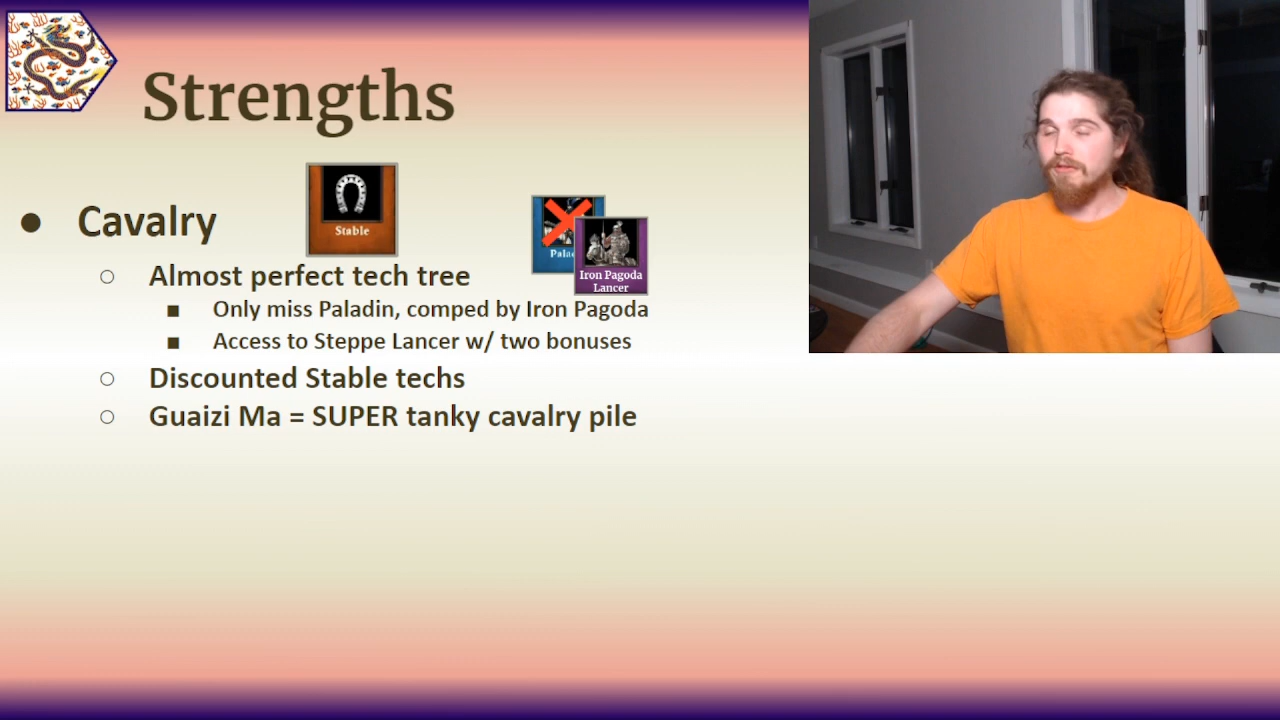 Strengths
Cavalry
Stable
Pala
Iron Pagoda
Lancer
Almost perfect tech tree
Only miss Paladin, comped by Iron Pagoda
Access to Steppe Lancer w/ two bonuses
Discounted Stable techs
Guaizi Ma = SUPER tanky cavalry pile